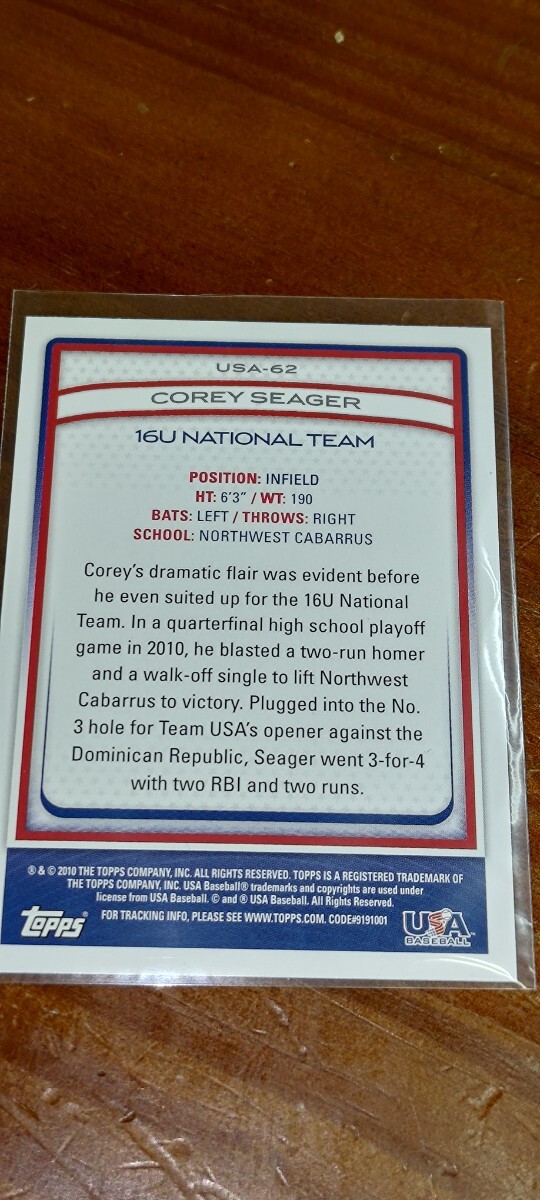 USA-62
COREY SEAGER
16U NATIONAL TEAM
POSITION: INFIELD
HT: 6'3" / WT: 190
BATS: LEFT / THROWS: RIGHT
SCHOOL: NORTHWEST CABARRUS
Corey's dramatic flair was evident before
he even suited up for the 16U National
Team. In a quarterfinal high school playoff
game in 2010, he blasted a two-run homer
and a walk-off single to lift Northwest
Cabarrus to victory. Plugged into the No.
3 hole for Team USA's opener against the
Dominican Republic, Seager went 3-for-4
with two RBI and two runs.
® & © 2010 THE TOPPS COMPANY, INC. ALL RIGHTS RESERVED. TOPPS IS A REGISTERED TRADEMARK OF
THE TOPPS COMPANY, INC. USA Baseball® trademarks and copyrights are used under
license from USA Baseball. © and ® USA Baseball. All Rights Reserved.
FOR TRACKING INFO, PLEASE SEE WWW.TOPPS.COM. CODE#9191001
Topps®
USA
BASEBALL™